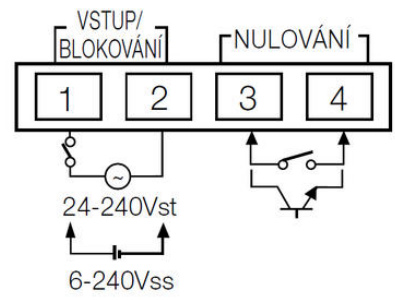 VSTUP/
BLOKOVÁNÍ
NULOVÁNÍ
1 2 3 4
~
24-240Vst
6-240Vss